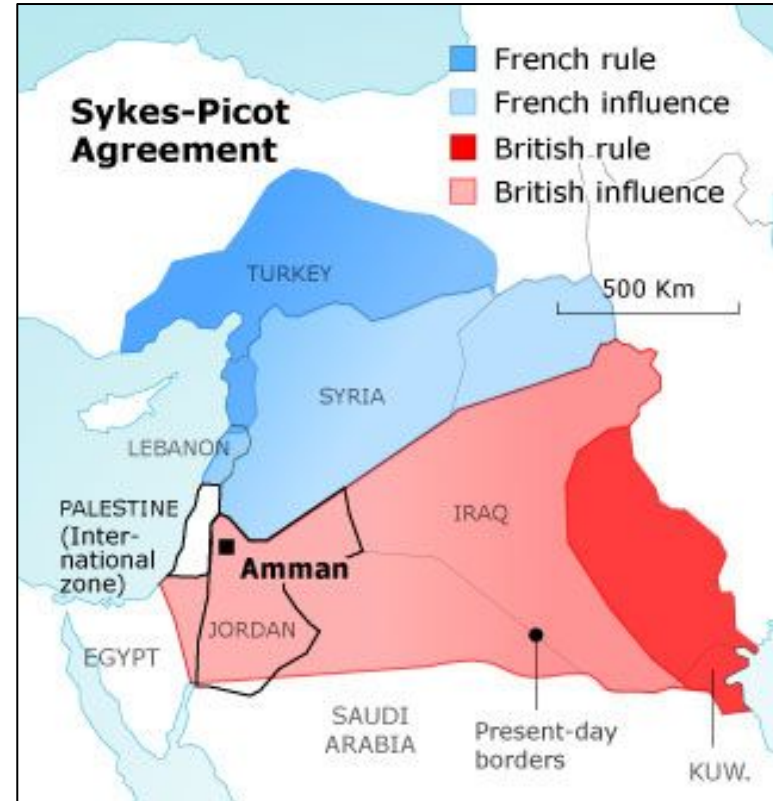 Sykes-Picot
Agreement
French rule
French influence
British rule
British influence
TURKEY
500 Km
SYRIA
LEBANON
PALESTINE
(Inter-
national
zone)
IRAQ
Amman
JORDAN
EGYPT
SAUDI
ARABIA
Present-day
borders
KUW.